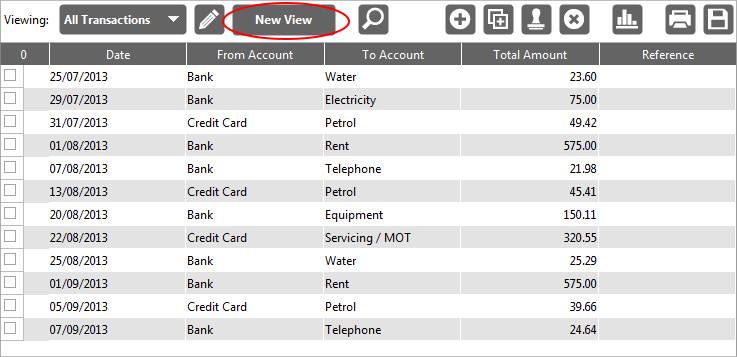 Viewing: All Transactions New View
0 Date From Account To Account Total Amount Reference
25/07/2013 Bank Water 23.60
29/07/2013 Bank Electricity 75.00
31/07/2013 Credit Card Petrol 49.42
01/08/2013 Bank Rent 575.00
07/08/2013 Bank Telephone 21.98
13/08/2013 Credit Card Petrol 45.41
20/08/2013 Bank Equipment 150.11
22/08/2013 Credit Card Servicing / MOT 320.55
25/08/2013 Bank Water 25.29
01/09/2013 Bank Rent 575.00
05/09/2013 Credit Card Petrol 39.66
07/09/2013 Bank Telephone 24.64